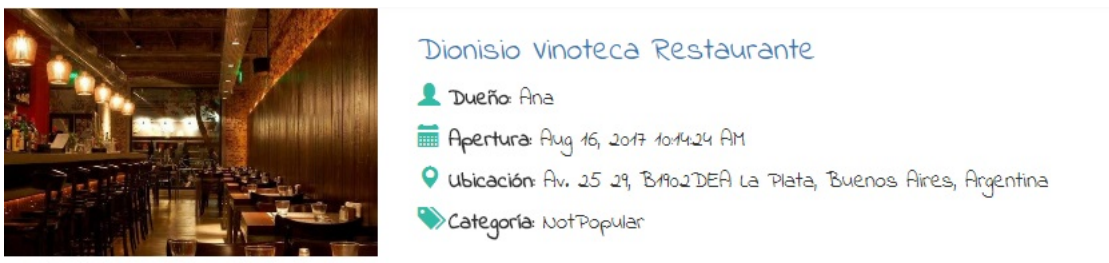 Dionisio Vinoteca Restaurante
Dueño: Ana
Apertura: Aug 16, 2017 10:14:24 AM
Ubicación: Av. 25 29, B1902DEA La Plata, Buenos Aires, Argentina
Categoría: NotPopular